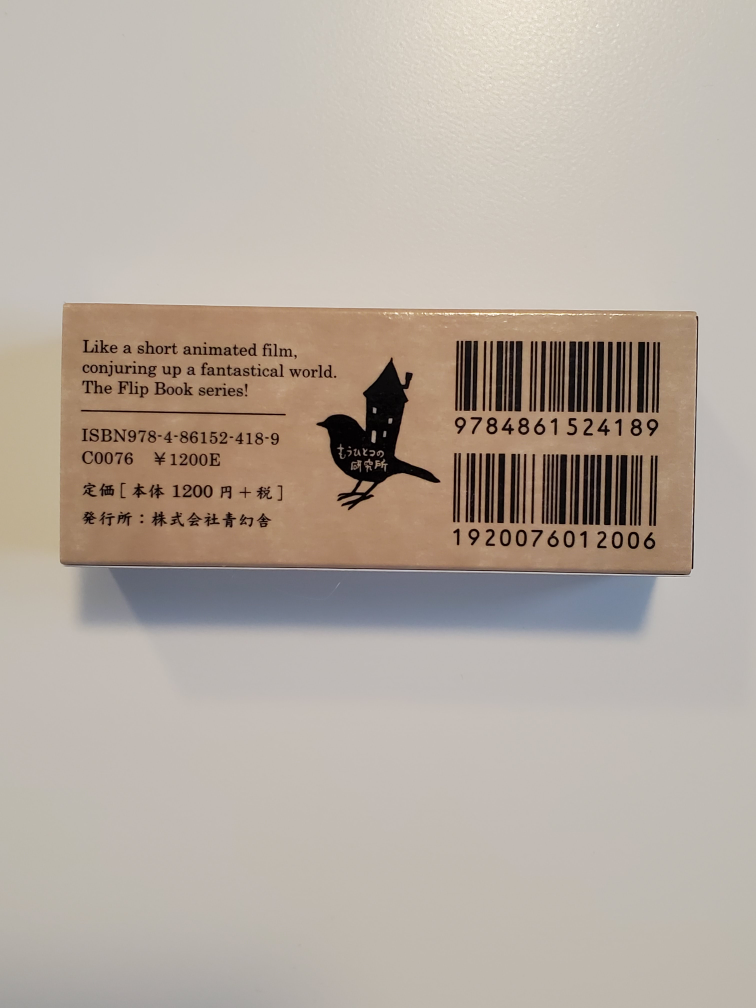 Like a short animated film,
conjuring up a fantastical world.
The Flip Book series!
ISBN978-4-86152-418-9
C0076 ￥1200E
定価[本体 1200 円＋税]
発行所：株式会社青幻舎
もうひとつの
研究所
9784861524189
1920076012006